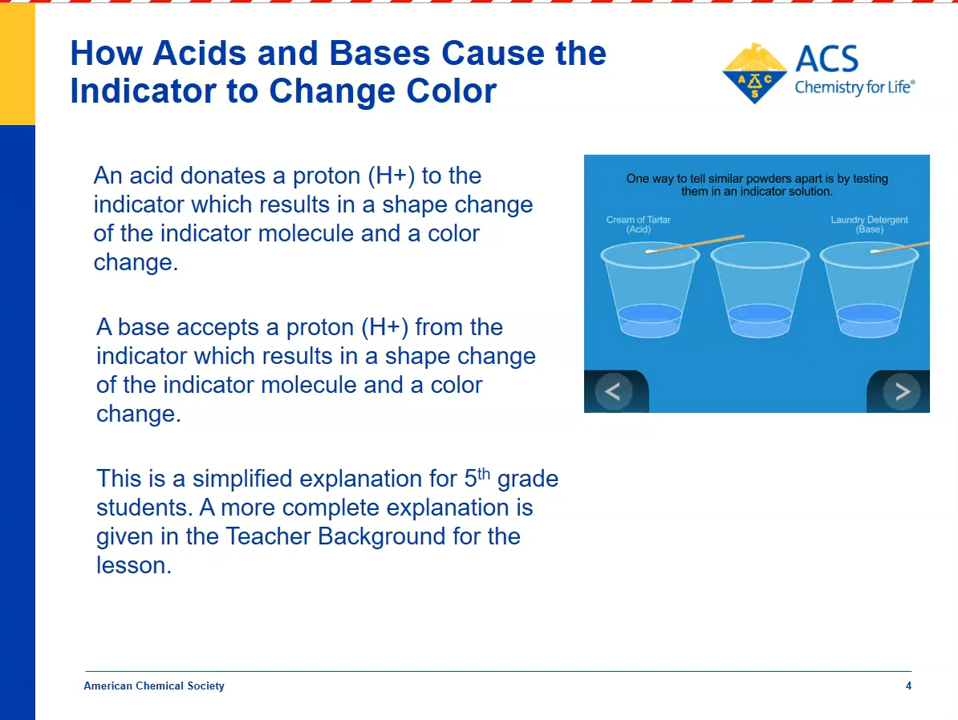 How Acids and Bases Cause the
Indicator to Change Color
A C
S
ACS
Chemistry for Life®
An acid donates a proton (H+) to the
indicator which results in a shape change
of the indicator molecule and a color
change.
A base accepts a proton (H+) from the
indicator which results in a shape change
of the indicator molecule and a color
change.
This is a simplified explanation for 5th grade
students. A more complete explanation is
given in the Teacher Background for the
lesson.
One way to tell similar powders apart is by testing
them in an indicator solution.
Cream of Tartar
(Acid)
Laundry Detergent
(Base)
< >
American Chemical Society
4